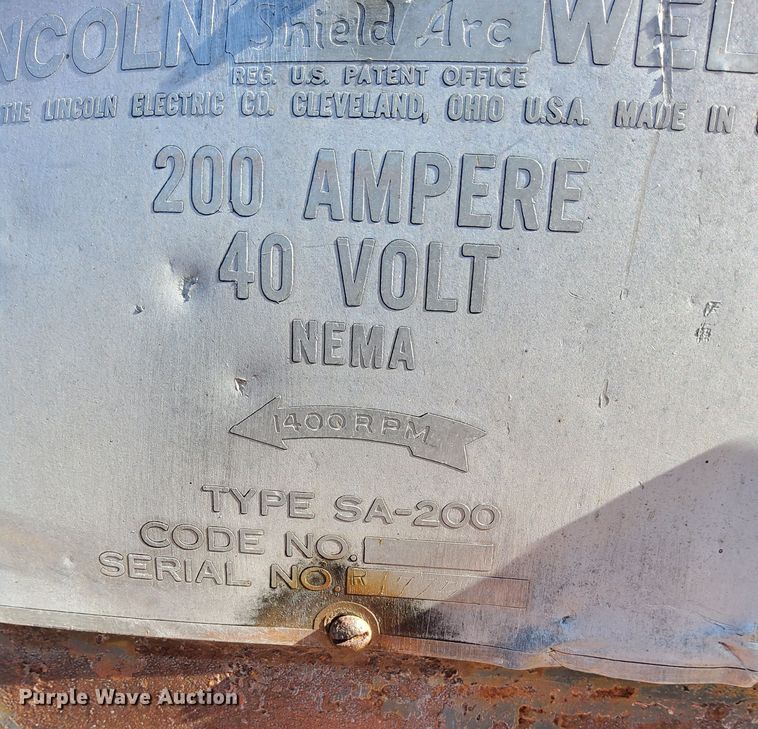 LINCOLN Shield Arc WEL
REG. U.S. PATENT OFFICE
THE LINCOLN ELECTRIC CO. CLEVELAND, OHIO U.S.A. MADE IN
200 AMPERE
40 VOLT
NEMA
1400 RPM
TYPE SA-200
CODE NO.
SERIAL NO.
Purple Wave Auction